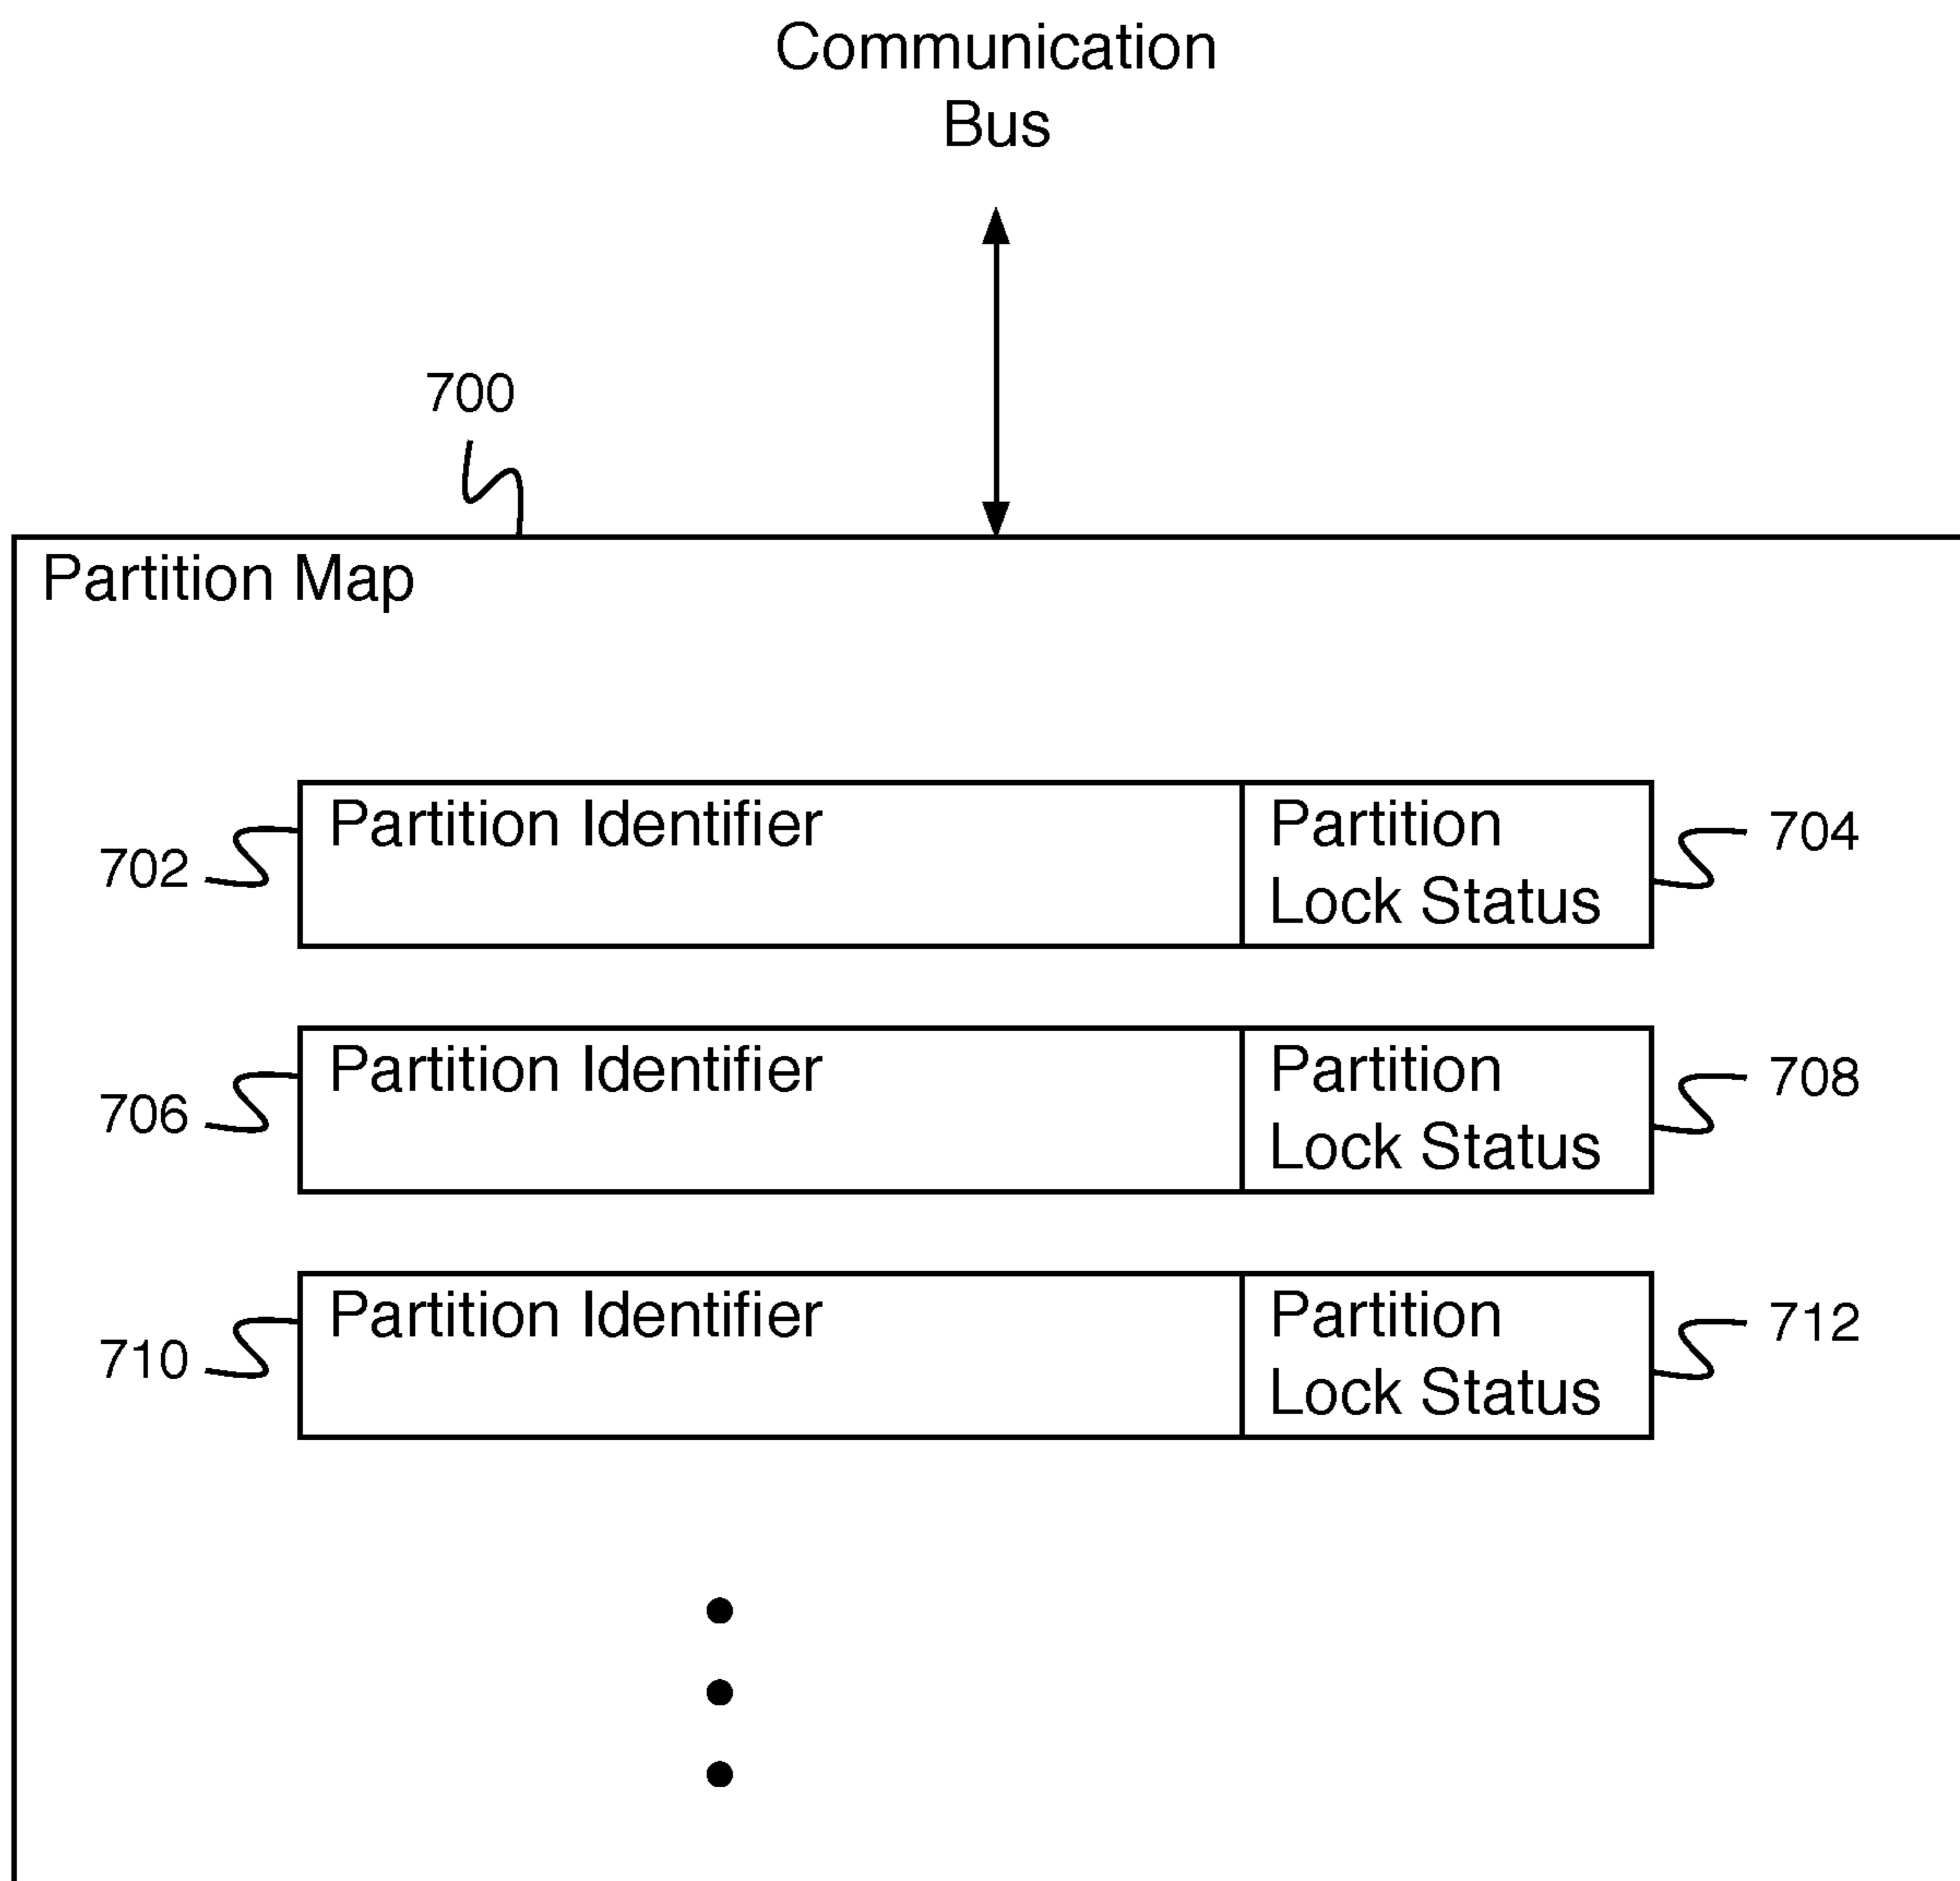 Communication
Bus
700
Partition Map
Partition Identifier
Partition
Lock Status
702
704
Partition Identifier
Partition
Lock Status
706
708
Partition Identifier
Partition
Lock Status
710
712